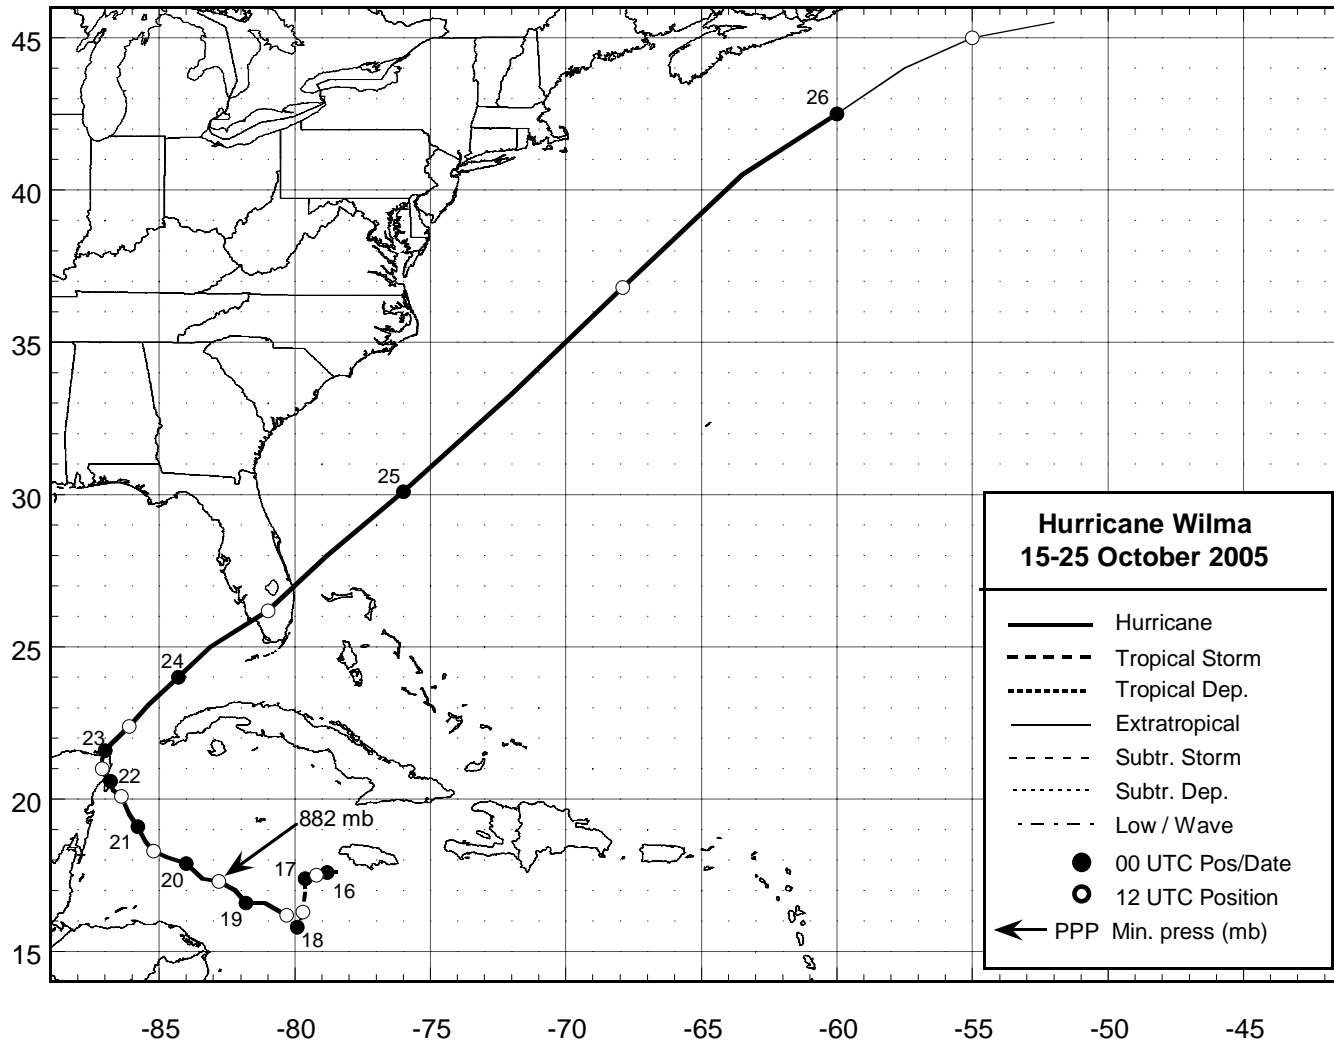 45
40
35
30
25
20
15
-85 -80 -75 -70 -65 -60 -55 -50 -45
26
25
24
23
22
21
20
19
18
17
16
882 mb
Hurricane Wilma
15-25 October 2005
Hurricane
Tropical Storm
Tropical Dep.
Extratropical
Subtr. Storm
Subtr. Dep.
Low / Wave
00 UTC Pos/Date
12 UTC Position
PPP Min. press (mb)